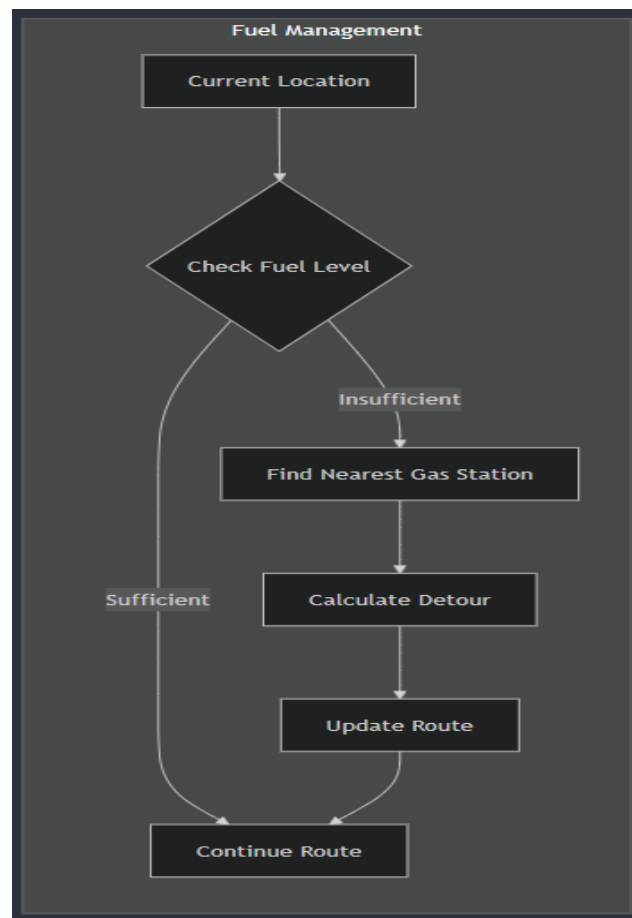 Fuel Management
Current Location
Check Fuel Level
Insufficient
Find Nearest Gas Station
Sufficient
Calculate Detour
Update Route
Continue Route